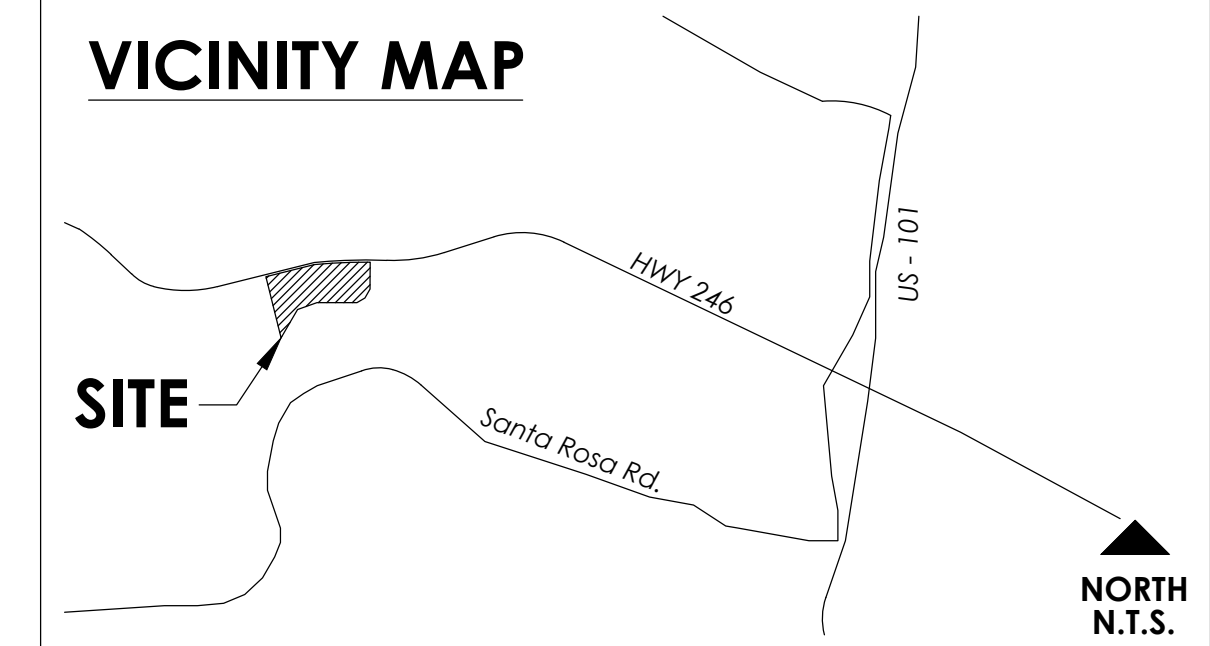 VICINITY MAP
US - 101
HWY 246
SITE
Santa Rosa Rd.
NORTH
N.T.S.